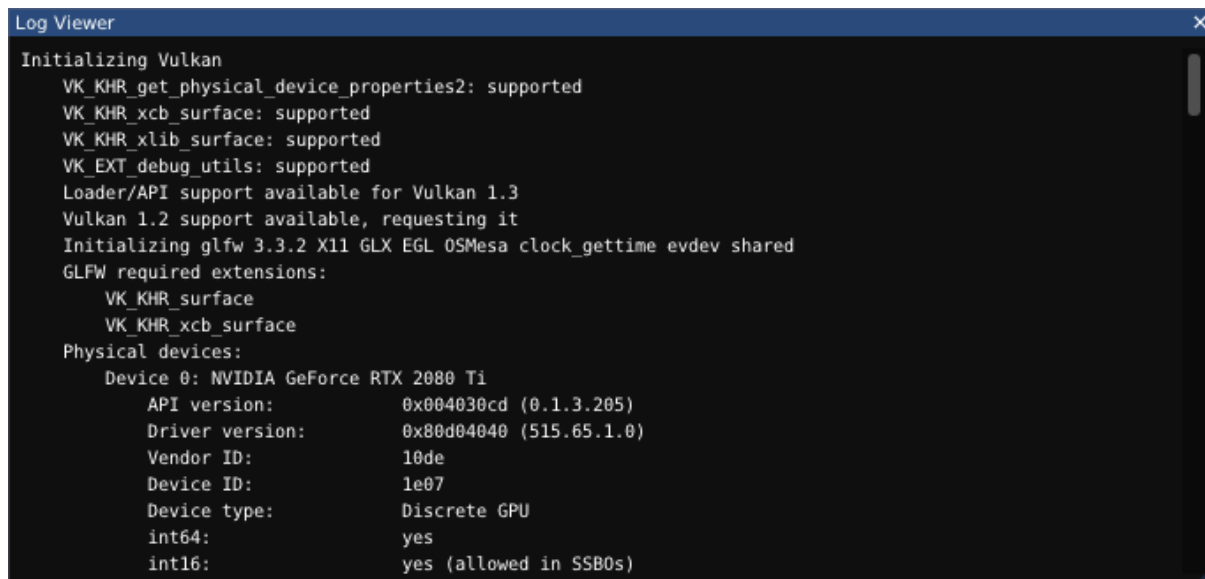 Log Viewer
Initializing Vulkan
VK_KHR_get_physical_device_properties2: supported
VK_KHR_xcb_surface: supported
VK_KHR_xlib_surface: supported
VK_EXT_debug_utils: supported
Loader/API support available for Vulkan 1.3
Vulkan 1.2 support available, requesting it
Initializing glfw 3.3.2 X11 GLX EGL OSMesa clock_gettime evdev shared
GLFW required extensions:
VK_KHR_surface
VK_KHR_xcb_surface
Physical devices:
Device 0: NVIDIA GeForce RTX 2080 Ti
API version: 0x004030cd (0.1.3.205)
Driver version: 0x80d04040 (515.65.1.0)
Vendor ID: 10de
Device ID: 1e07
Device type: Discrete GPU
int64: yes
int16: yes (allowed in SSBOs)